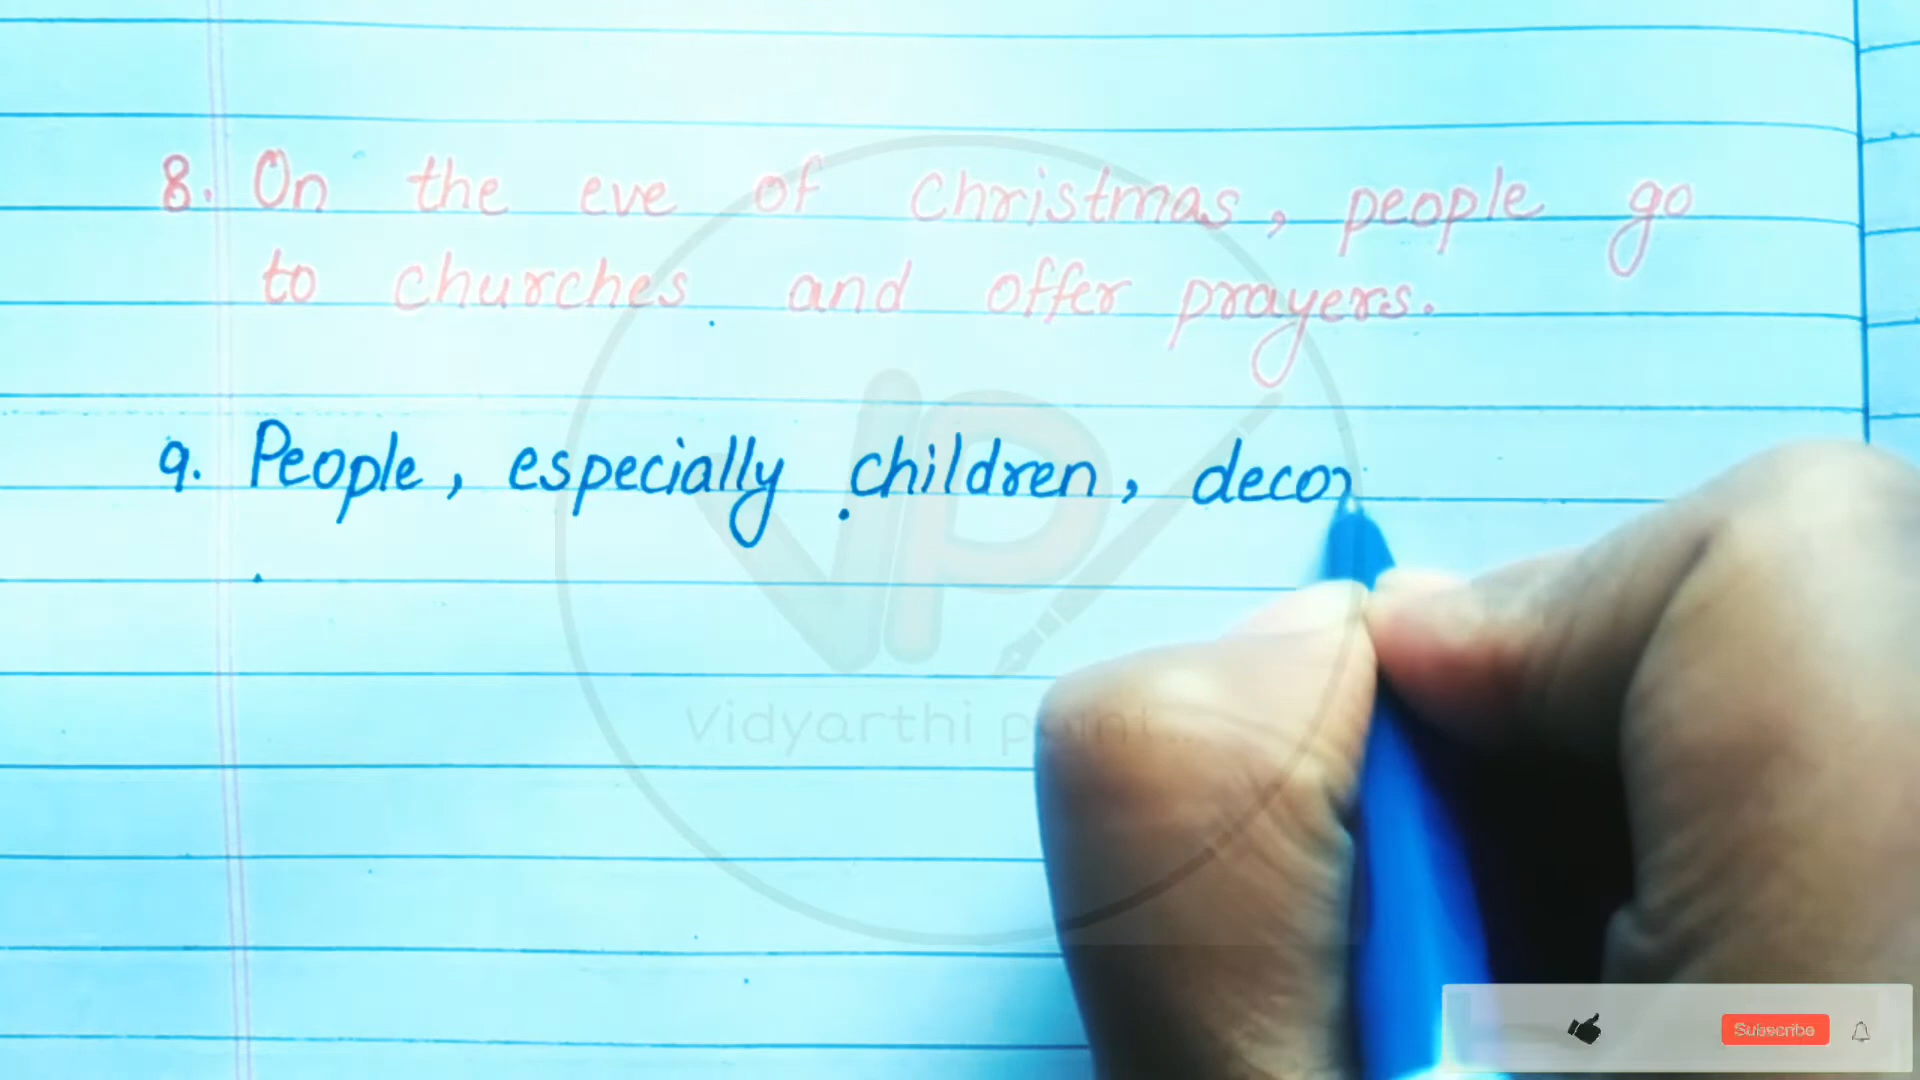 8. On the eve of Christmas, people go
to churches and offer prayers.
9. People, especially children, decor
Vidyarthi point..
Subscribe